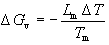 ΔG_v = − L_m ΔT / T_m